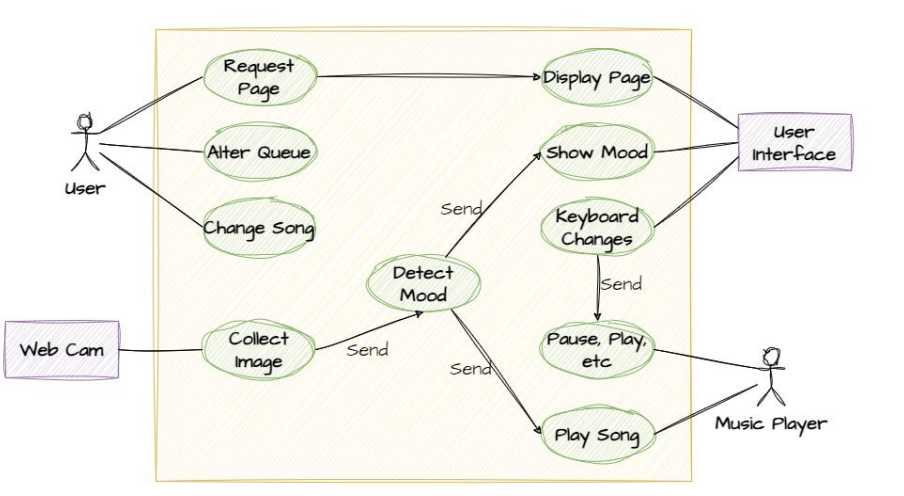 Request
Page
Display Page
User
Interface
Alter Queue
Show Mood
User
Send
Keyboard
Changes
Change Song
Detect
Mood
Send
Web Cam
Collect
Image
Send
Pause, Play,
etc
Send
Music Player
Play Song